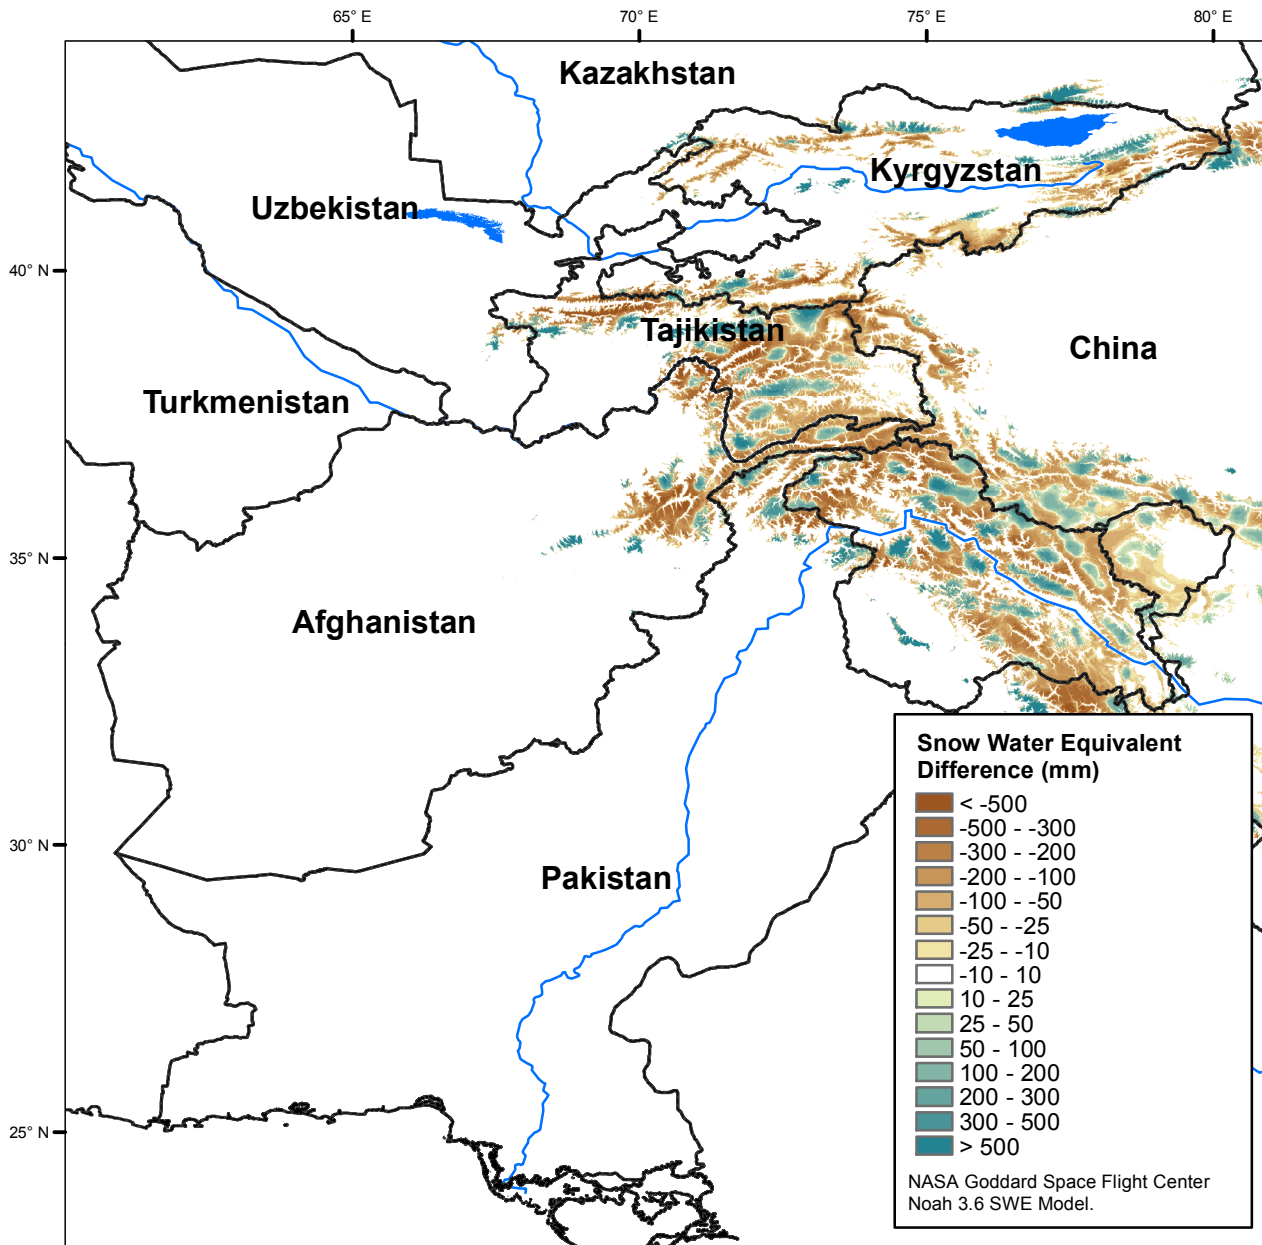 65° E
70° E
75° E
80° E
Kazakhstan
Kyrgyzstan
Uzbekistan
40° N
Tajikistan
China
Turkmenistan
35° N
Afghanistan
30° N
Pakistan
25° N
Snow Water Equivalent
Difference (mm)
< -500
-500 - -300
-300 - -200
-200 - -100
-100 - -50
-50 - -25
-25 - -10
-10 - 10
10 - 25
25 - 50
50 - 100
100 - 200
200 - 300
300 - 500
> 500
NASA Goddard Space Flight Center
Noah 3.6 SWE Model.